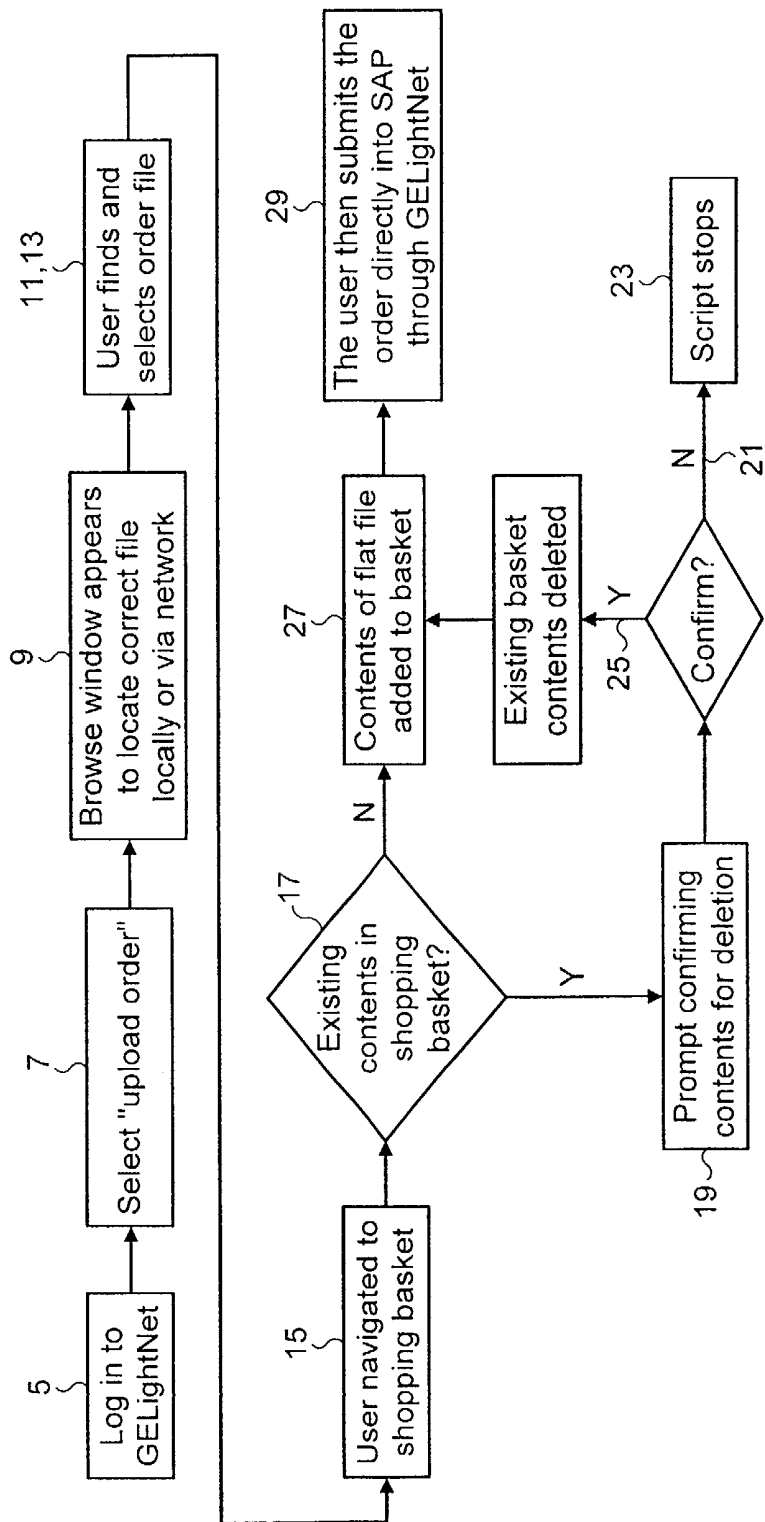 5
Log in to
GELightNet
7
Select "upload order"
9
Browse window appears
to locate correct file
locally or via network
11,13
User finds and
selects order file
15
User navigated to
shopping basket
17
Existing
contents in
shopping
basket?
N
Y
27
Contents of flat file
added to basket
29
The user then submits the
order directly into SAP
through GELightNet
19
Prompt confirming
contents for deletion
Confirm?
Y
25
Existing basket
contents deleted
N
21
23
Script stops